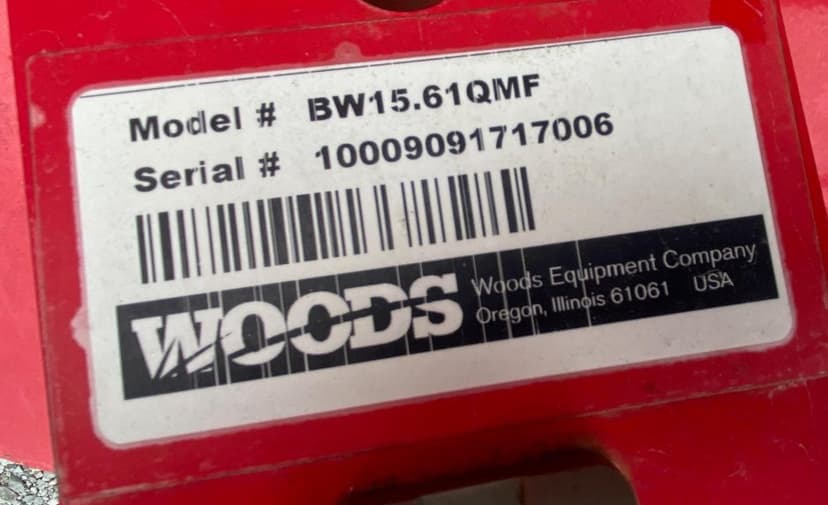 Model # BW15.61QMF
Serial # 10009091717006
WOODS
Woods Equipment Company
Oregon, Illinois 61061 USA